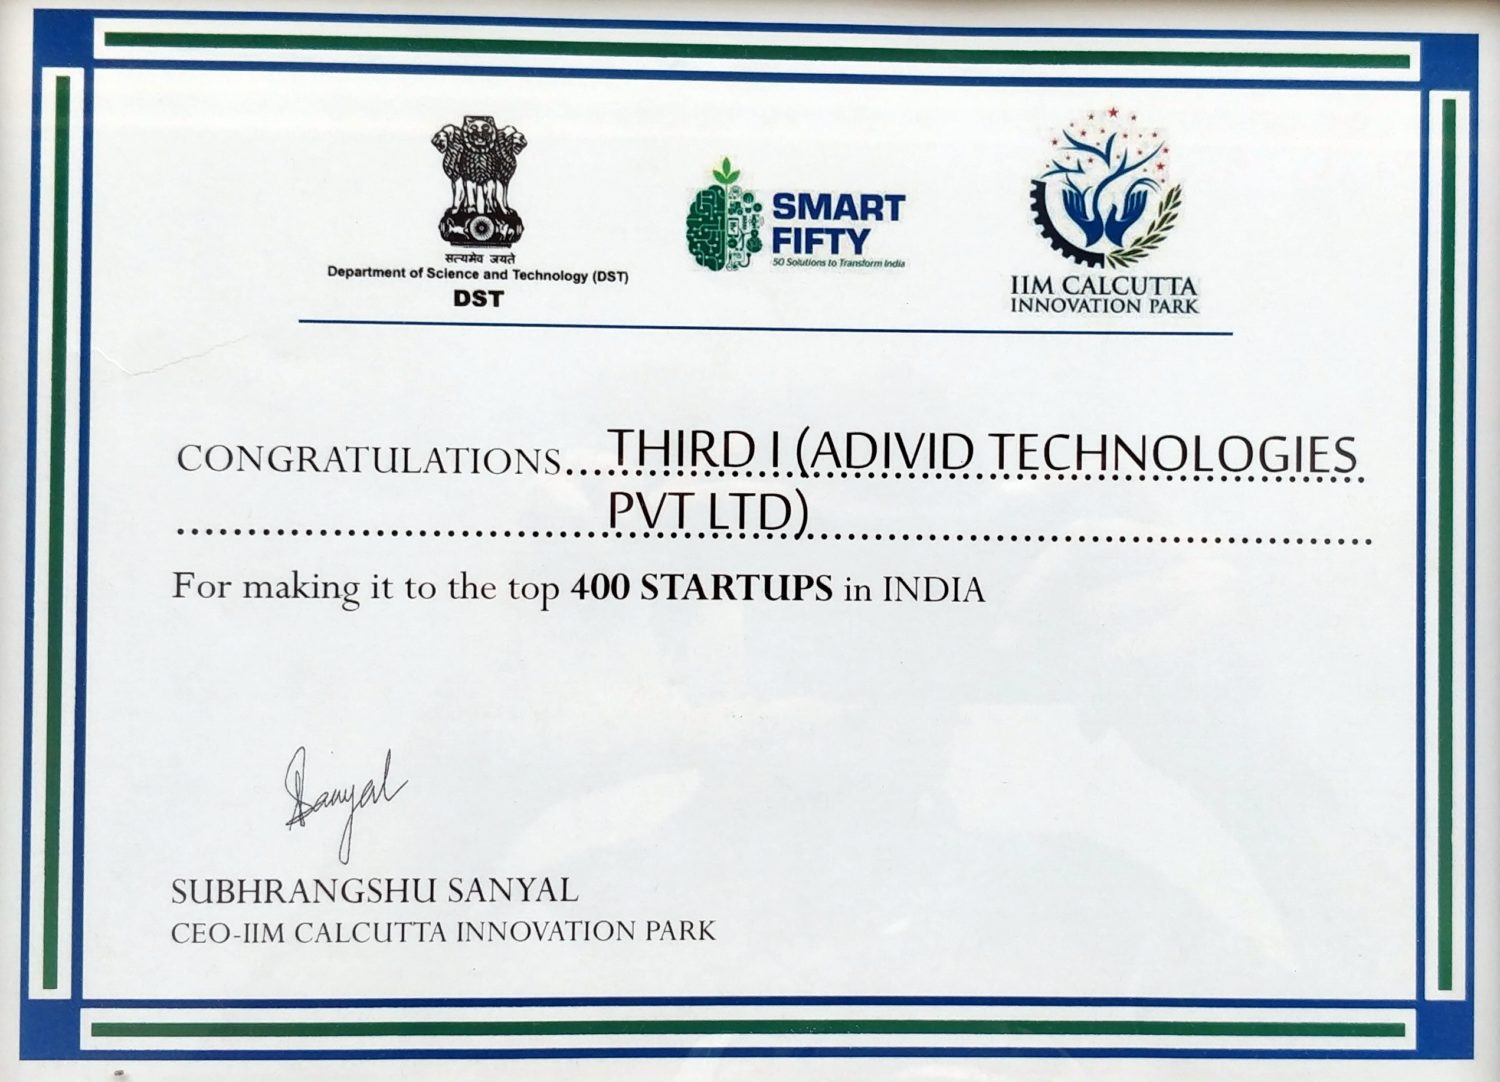 सत्यमेव जयते
Department of Science and Technology (DST)
DST
SMART
FIFTY
50 Solutions to Transform India
IIM CALCUTTA
INNOVATION PARK
CONGRATULATIONS....THIRD I (ADIVID TECHNOLOGIES
PVT LTD)
For making it to the top 400 STARTUPS in INDIA
Sanyal
SUBHRANGSHU SANYAL
CEO-IIM CALCUTTA INNOVATION PARK